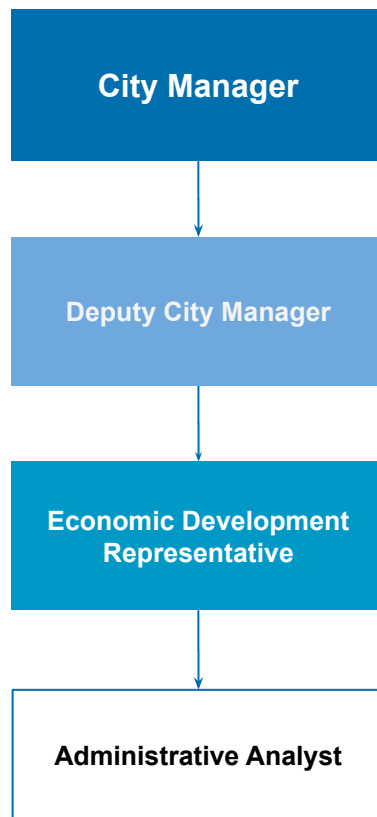 City Manager
Deputy City Manager
Economic Development
Representative
Administrative Analyst